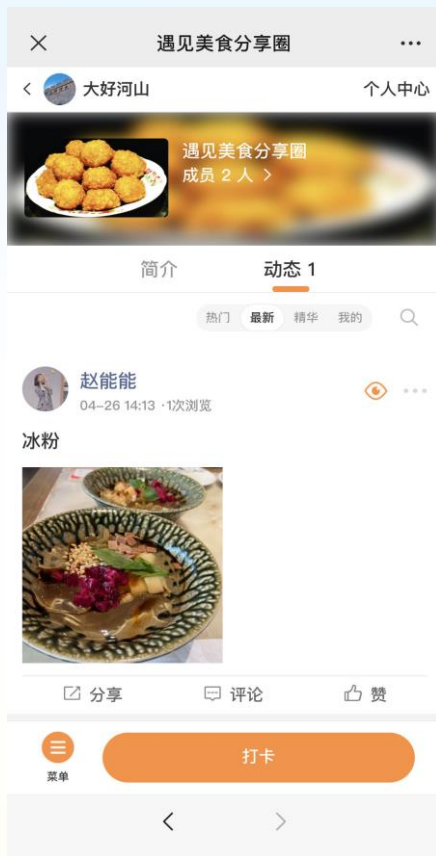 遇见美食分享圈
大好河山
个人中心
遇见美食分享圈
成员 2 人 >
简介
动态 1
热门 最新 精华 我的
赵能能
04-26 14:13 ·1次浏览
冰粉
分享 评论 赞
菜单
打卡